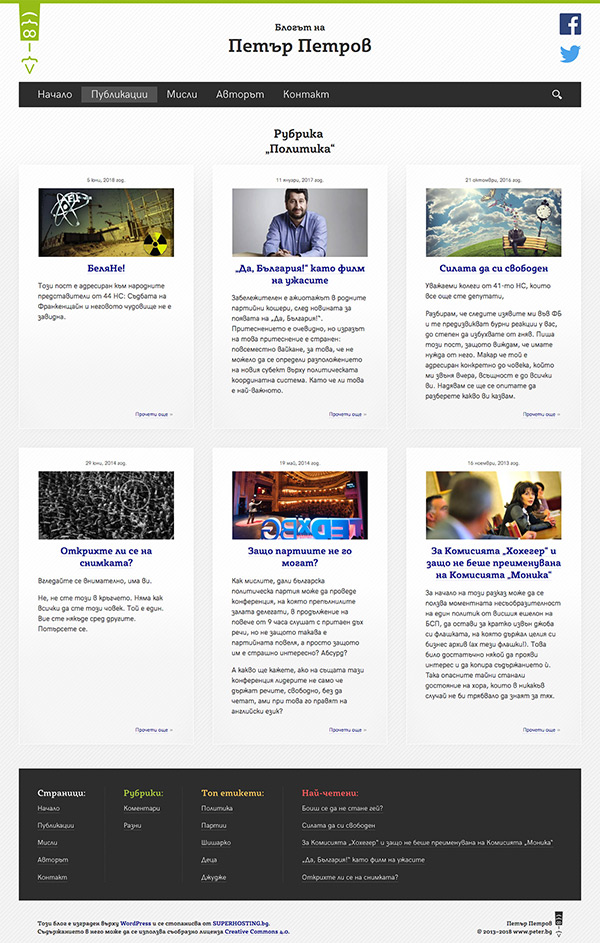 Блогът на
Петър Петров
Начало Публикации Мисли Авторът Контакт
Рубрика
„Политика“
5 юни, 2018 год.
БеляНе!
Този пост е адресиран към народните
представители от 44 НС: Съдбата на
Франкенщайн и неговото чудовище не е
завидна.
Прочети още »
11 януари, 2017 год.
„Да, България!“ като филм
на ужасите
Забележителен е ажиотажът в родните
партийни кошери, след новината за
появата на „Да, България!“.
Притеснението е очевидно, но изразът
на това притеснение е странен:
повсеместно вайкане, за това, че не
можело да се определи разположението
на новия субект върху политическата
координатна система. Като че ли това
е най-важното.
Прочети още »
21 октомври, 2016 год.
Силата да си свободен
Уважаеми колеги от 41-то НС, които
все още сте депутати,
Разбирам, че следите изявите ми във ФБ
и те предизвикват бурни реакции у вас,
до степен да избухвате от гняв. Пиша
този пост, защото виждам, че имате
нужда от него. Макар че той е
адресиран конкретно до човека, който
ми звъня вчера, всъщност е до всички
ви. Надявам се ще се опитате да
разберете какво ви казвам.
Прочети още »
29 юни, 2014 год.
Открихте ли се на
снимката?
Вгледайте се внимателно, има ви.
Не, не сте този в кръгчето. Няма как
всички да сте този човек. Той е един.
Вие сте някъде сред другите.
Потърсете се.
Прочети още »
19 май, 2014 год.
TEDxBG
Защо партиите не го
могат?
Как мислите, дали българска
политическа партия може да проведе
конференция, на която препълнилите
залата делегати, в продължение на
повече от 9 часа слушат с притаен дъх
речи, но не защото такава е
партийната повеля, а просто защото
им е страшно интересно? Абсурд?
А какво ще кажете, ако на същата тази
конференция лидерите не само че
държат речите, свободно, без да
четат, ами при това го правят на
английски език?
Прочети още »
16 ноември, 2013 год.
За Комисията „Хохегер“ и
защо не беше преименувана
на Комисията „Моника“
За начало на този разказ може да се
ползва моментната несъобразителност
на един политик от висшия ешелон на
БСП, да остави за кратко извън джоба
си флашката, на която държал целия си
бизнес архив (ах тези флашки!). Това
било достатъчно някой да прояви
интерес и да копира съдържанието ѝ.
Така опасните тайни станали
достояние на хора, които в никакъв
случай не би трябвало да знаят за тях.
Прочети още »
Страници:
Начало
Публикации
Мисли
Авторът
Контакт
Рубрики:
Коментари
Разни
Топ етикети:
Политика
Партии
Шишарко
Деца
Джудже
Най-четени:
Боиш се да не стане гей?
Силата да си свободен
За Комисията „Хохегер“ и защо не беше преименувана на Комисията „Моника“
„Да, България!“ като филм на ужасите
Открихте ли се на снимката?
Този блог е изграден върху WordPress и се стопанисва от SUPERHOSTING.bg.
Съдържанието в него може да се използва съобразно лиценза Creative Commons 4.0.
Петър Петров
© 2013-2018 www.peter.bg